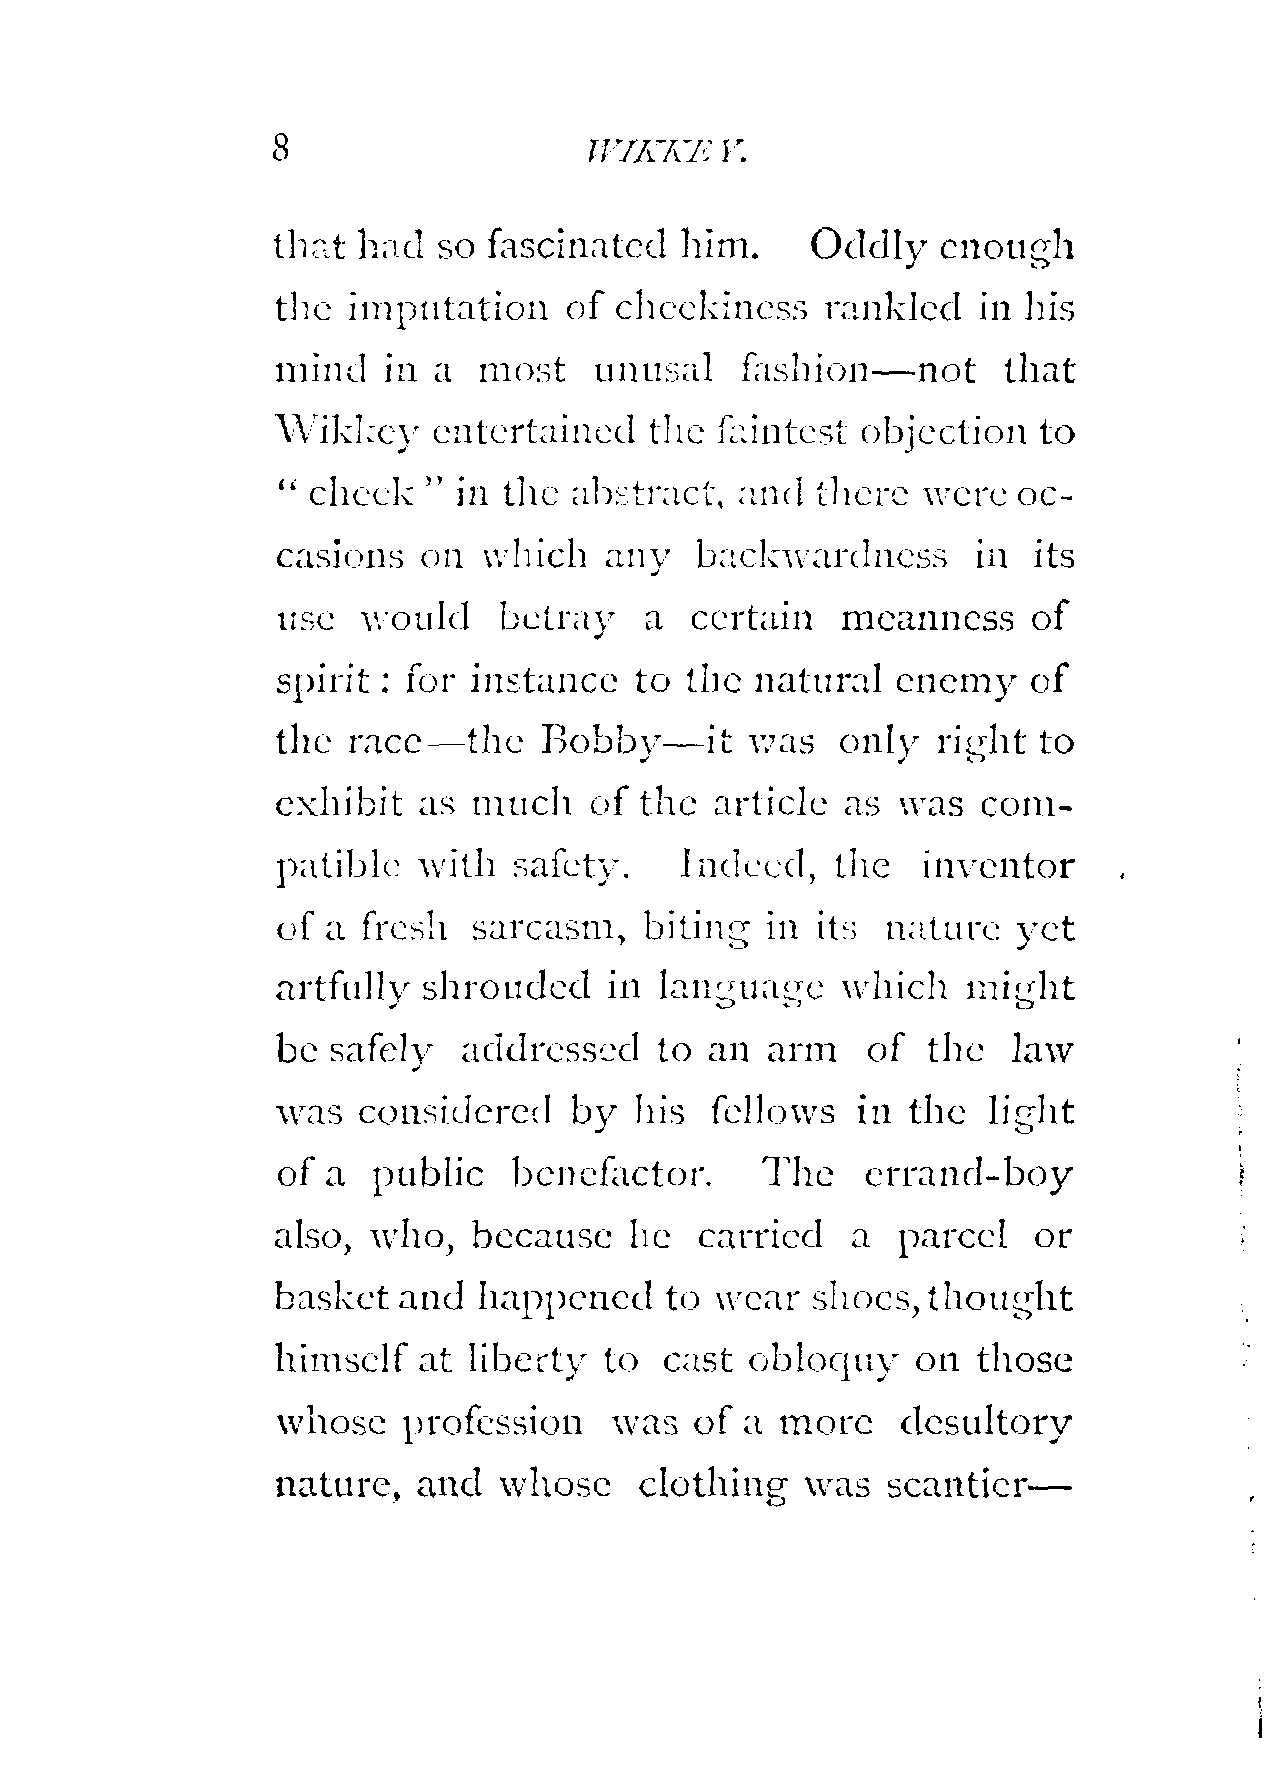 8 WIKKEY.
that had so fascinated him. Oddly enough
the imputation of cheekiness rankled in his
mind in a most unusal fashion—not that
Wikkey entertained the faintest objection to
“ cheek ” in the abstract, and there were oc-
casions on which any backwardness in its
use would betray a certain meanness of
spirit : for instance to the natural enemy of
the race—the Bobby—it was only right to
exhibit as much of the article as was com-
patible with safety. Indeed, the inventor
of a fresh sarcasm, biting in its nature yet
artfully shrouded in language which might
be safely addressed to an arm of the law
was considered by his fellows in the light
of a public benefactor. The errand-boy
also, who, because he carried a parcel or
basket and happened to wear shoes, thought
himself at liberty to cast obloquy on those
whose profession was of a more desultory
nature, and whose clothing was scantier—